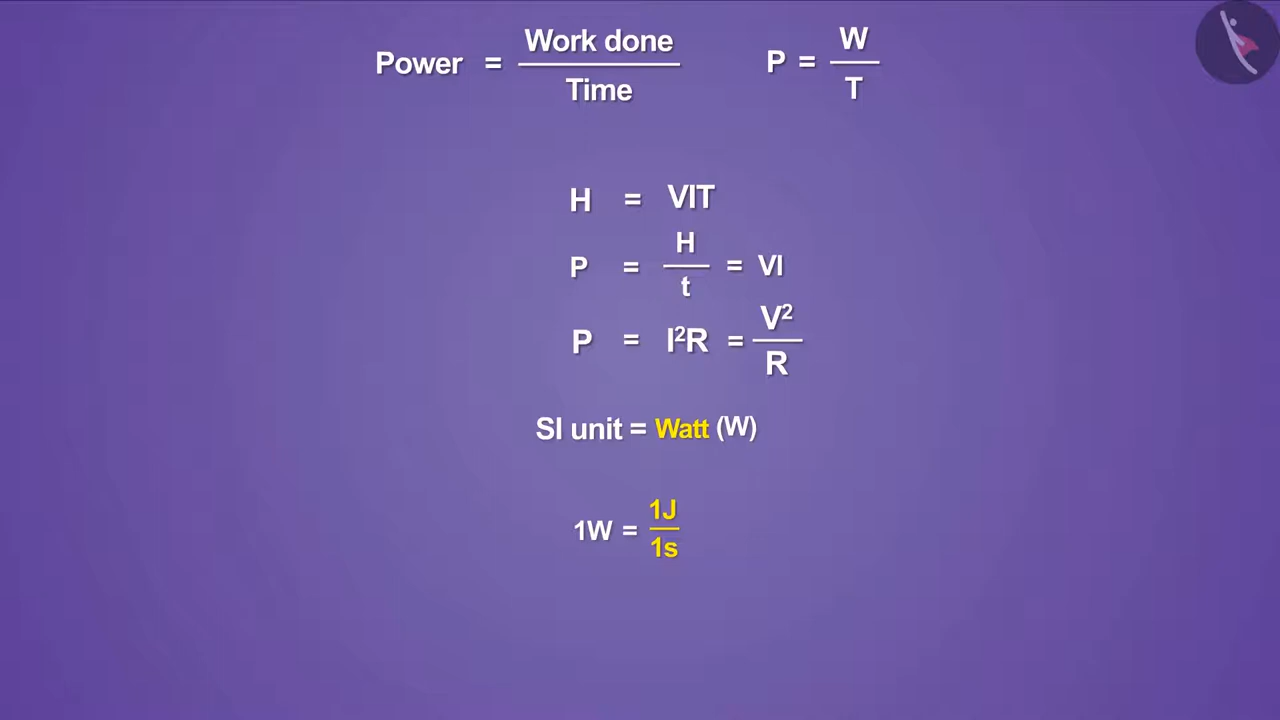 Power = Work done / Time P = W / T
H = VIT
P = H / t = VI
P = I²R = V² / R
SI unit = Watt (W)
1W = 1J / 1s